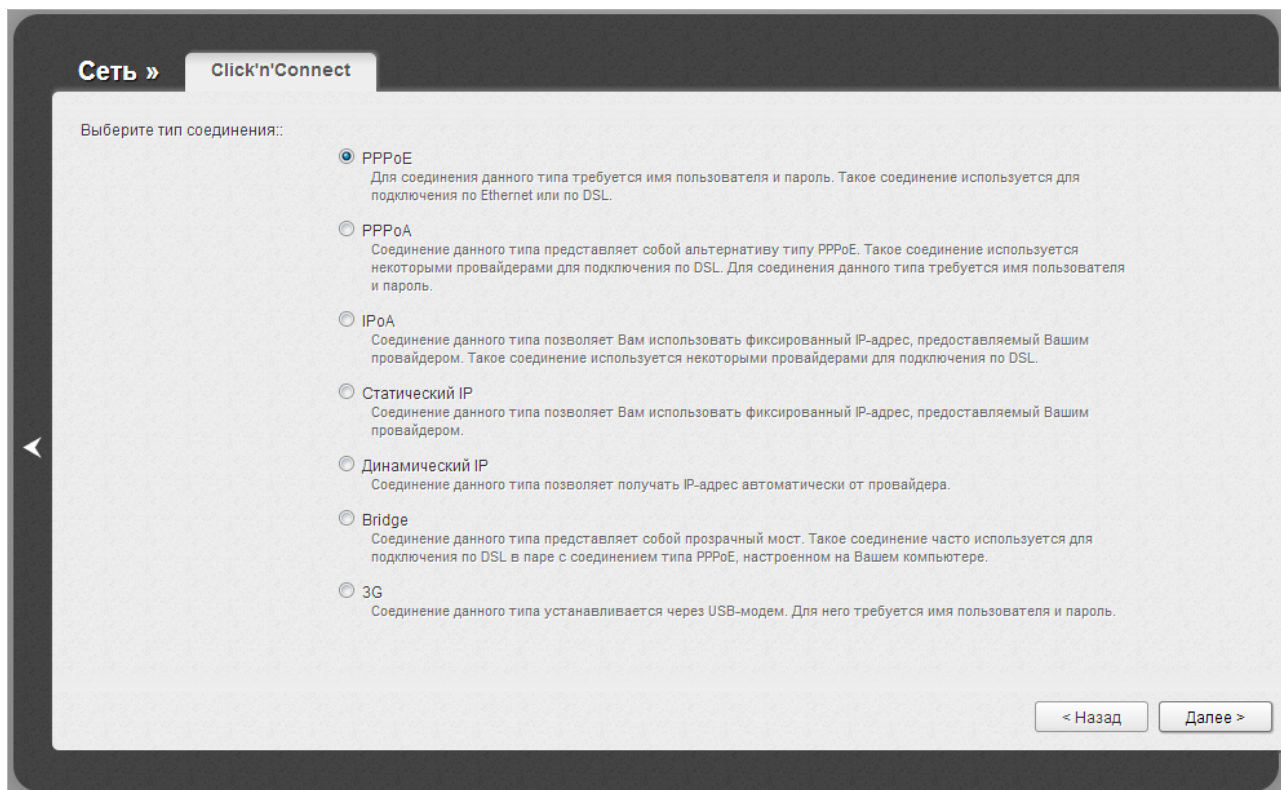 Сеть »
Click'n'Connect
Выберите тип соединения::
PPPoE
Для соединения данного типа требуется имя пользователя и пароль. Такое соединение используется для
подключения по Ethernet или по DSL.
PPPoA
Соединение данного типа представляет собой альтернативу типу PPPoE. Такое соединение используется
некоторыми провайдерами для подключения по DSL. Для соединения данного типа требуется имя пользователя
и пароль.
IPoA
Соединение данного типа позволяет Вам использовать фиксированный IP-адрес, предоставляемый Вашим
провайдером. Такое соединение используется некоторыми провайдерами для подключения по DSL.
Статический IP
Соединение данного типа позволяет Вам использовать фиксированный IP-адрес, предоставляемый Вашим
провайдером.
Динамический IP
Соединение данного типа позволяет получать IP-адрес автоматически от провайдера.
Bridge
Соединение данного типа представляет собой прозрачный мост. Такое соединение часто используется для
подключения по DSL в паре с соединением типа PPPoE, настроенном на Вашем компьютере.
3G
Соединение данного типа устанавливается через USB-модем. Для него требуется имя пользователя и пароль.
< Назад
Далее >